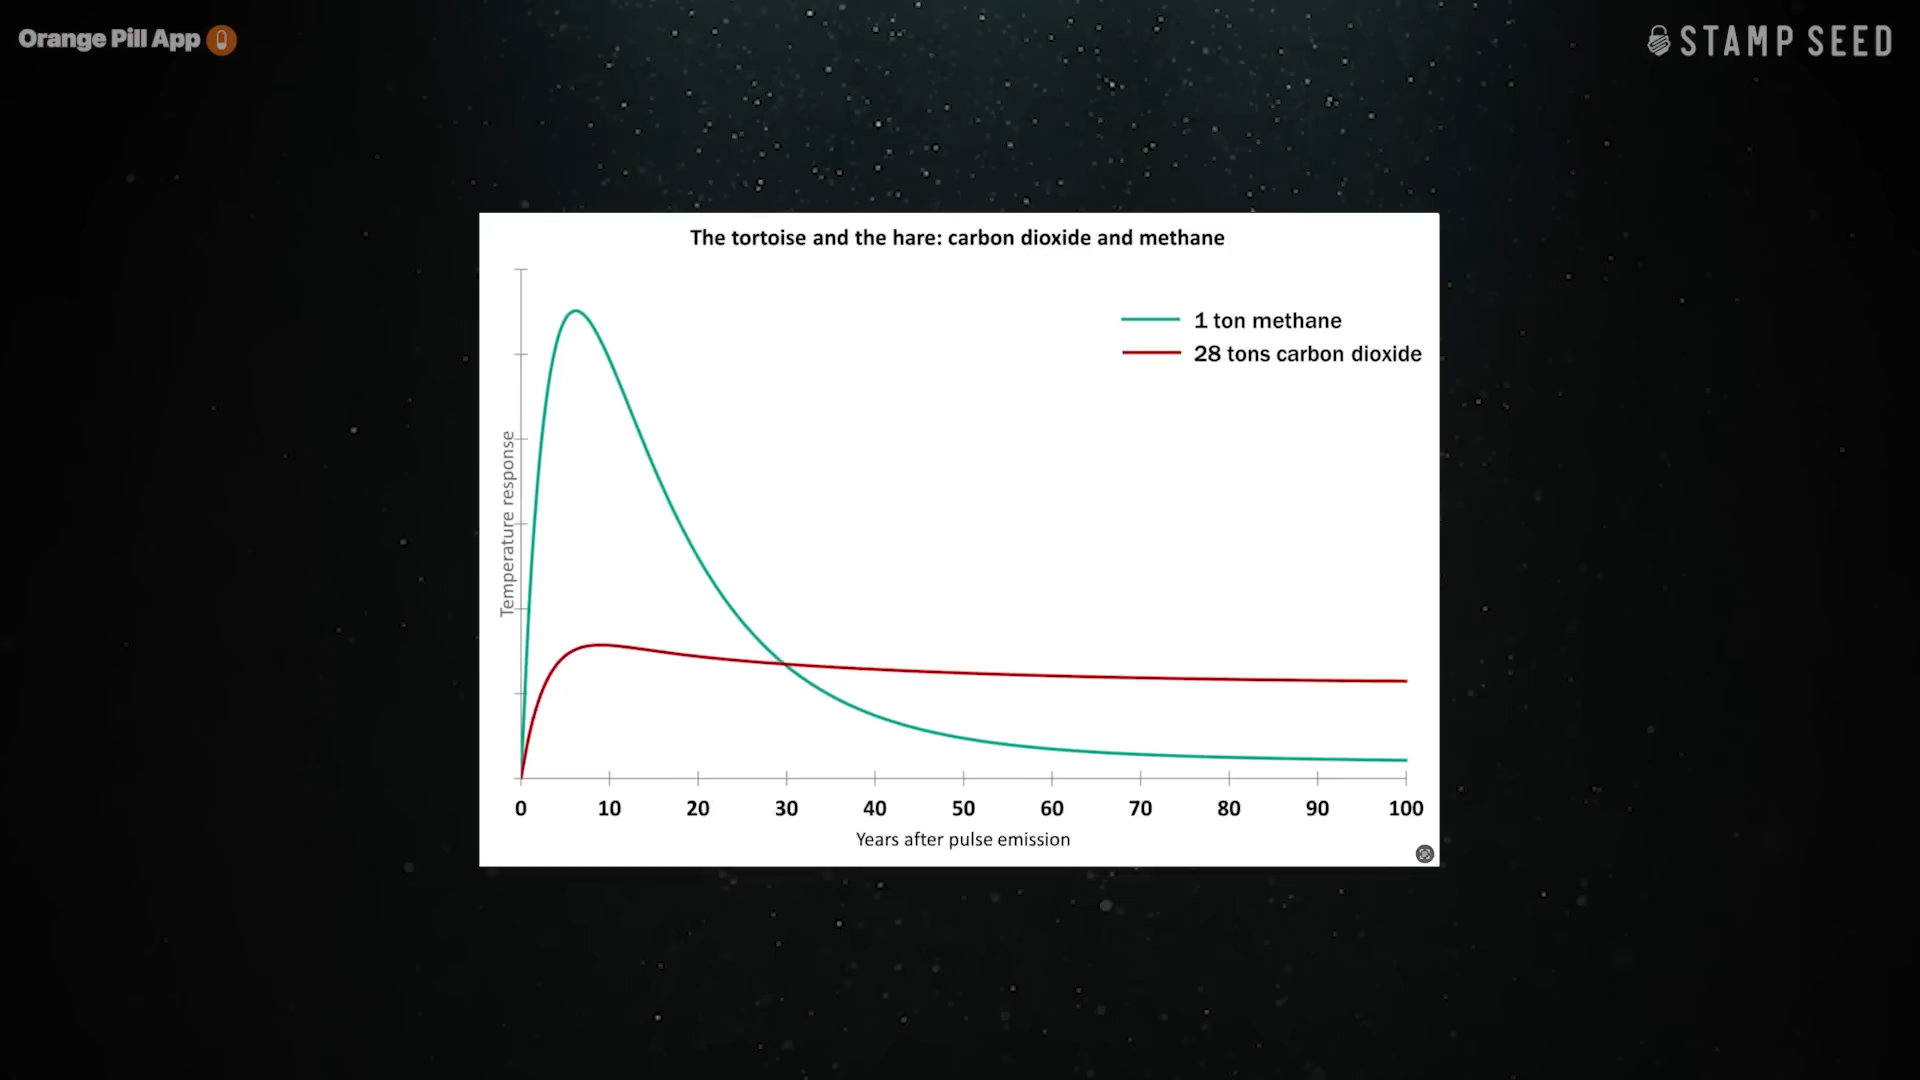 Orange Pill App
STAMP SEED
The tortoise and the hare: carbon dioxide and methane
1 ton methane
28 tons carbon dioxide
Temperature response
0 10 20 30 40 50 60 70 80 90 100
Years after pulse emission